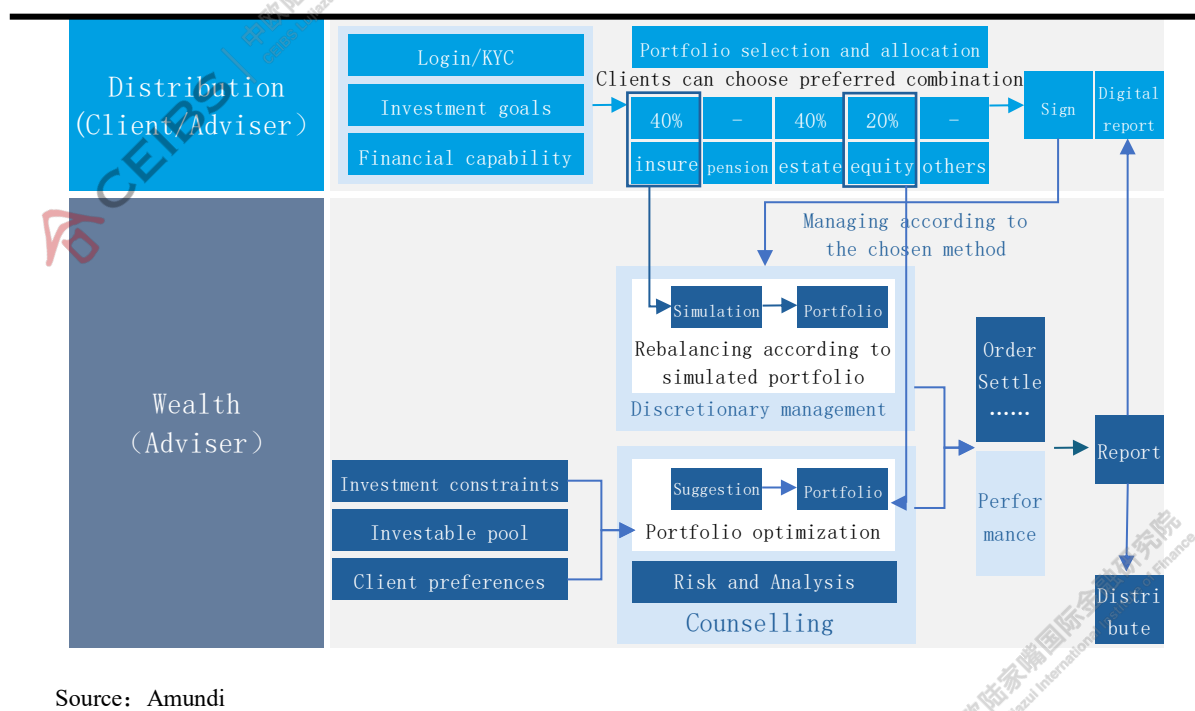 Distribution
(Client/Adviser）
Login/KYC
Investment goals
Financial capability
Portfolio selection and allocation
Clients can choose preferred combination
40%
－
40%
20%
－
insure
pension
estate
equity
others
Sign
Digital
report
Managing according to
the chosen method
Wealth
（Adviser）
Simulation
Portfolio
Rebalancing according to
simulated portfolio
Discretionary management
Order
Settle
......
Report
Investment constraints
Investable pool
Client preferences
Suggestion
Portfolio
Portfolio optimization
Risk and Analysis
Counselling
Perfor
mance
Distri
bute
CEIBS
Source：Amundi